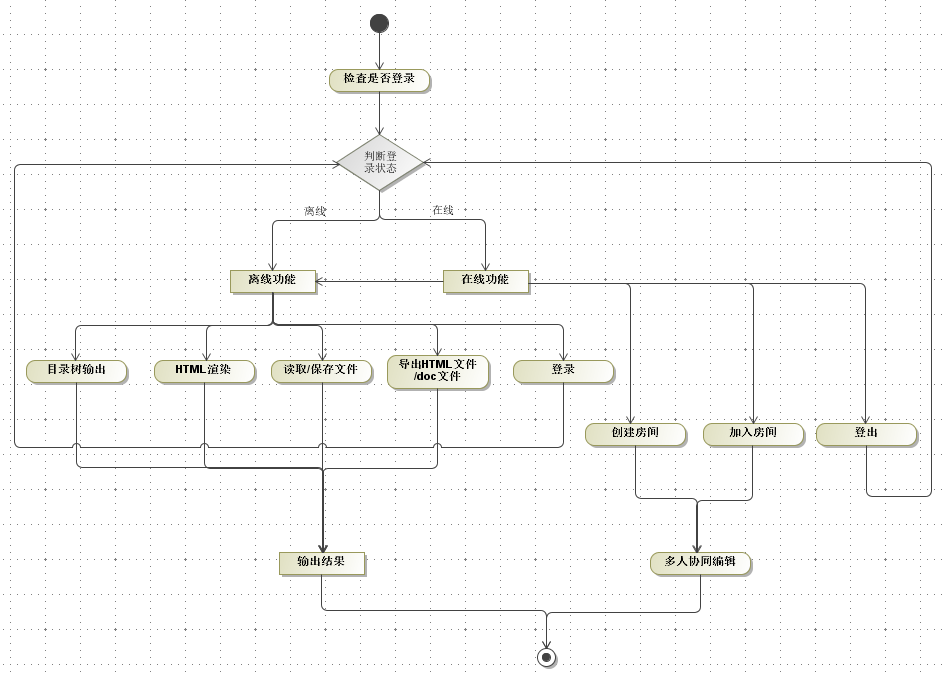 检查是否登录
判断登
录状态
离线
在线
离线功能
在线功能
目录树输出
HTML渲染
读取/保存文件
导出HTML文件
/doc文件
登录
创建房间
加入房间
登出
输出结果
多人协同编辑